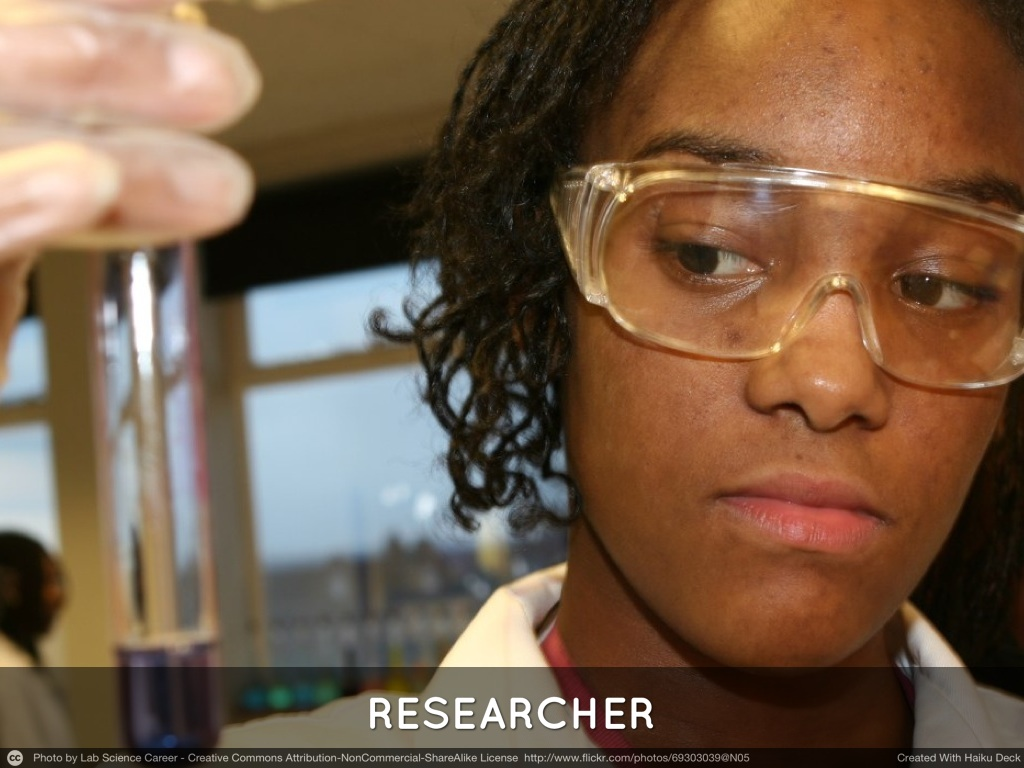 RESEARCHER
cc Photo by Lab Science Career - Creative Commons Attribution-NonCommercial-ShareAlike License http://www.flickr.com/photos/69303039@N05 Created With Haiku Deck